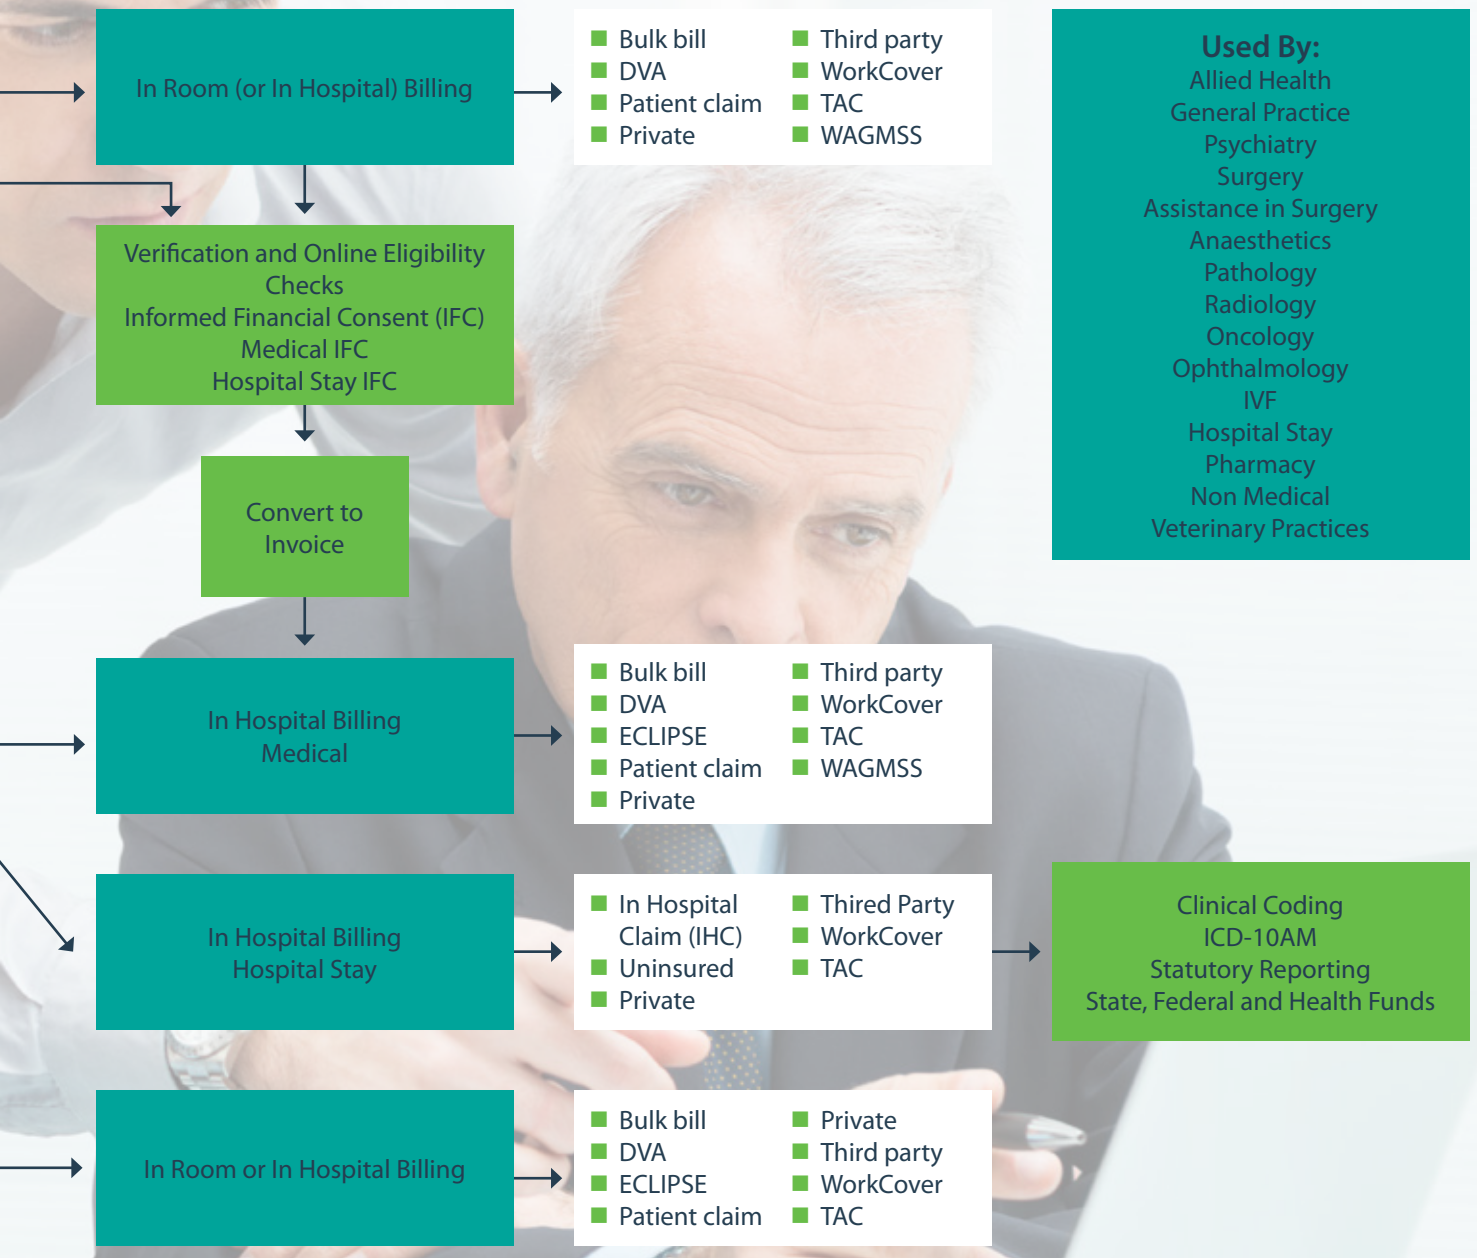 In Room (or In Hospital) Billing
Bulk bill
DVA
Patient claim
Private
Third party
WorkCover
TAC
WAGMSS
Used By:
Allied Health
General Practice
Psychiatry
Surgery
Assistance in Surgery
Anaesthetics
Pathology
Radiology
Oncology
Ophthalmology
IVF
Hospital Stay
Pharmacy
Non Medical
Veterinary Practices
Verification and Online Eligibility
Checks
Informed Financial Consent (IFC)
Medical IFC
Hospital Stay IFC
Convert to
Invoice
In Hospital Billing
Medical
Bulk bill
DVA
ECLIPSE
Patient claim
Private
Third party
WorkCover
TAC
WAGMSS
In Hospital Billing
Hospital Stay
In Hospital
Claim (IHC)
Uninsured
Private
Thired Party
WorkCover
TAC
Clinical Coding
ICD-10AM
Statutory Reporting
State, Federal and Health Funds
In Room or In Hospital Billing
Bulk bill
DVA
ECLIPSE
Patient claim
Private
Third party
WorkCover
TAC